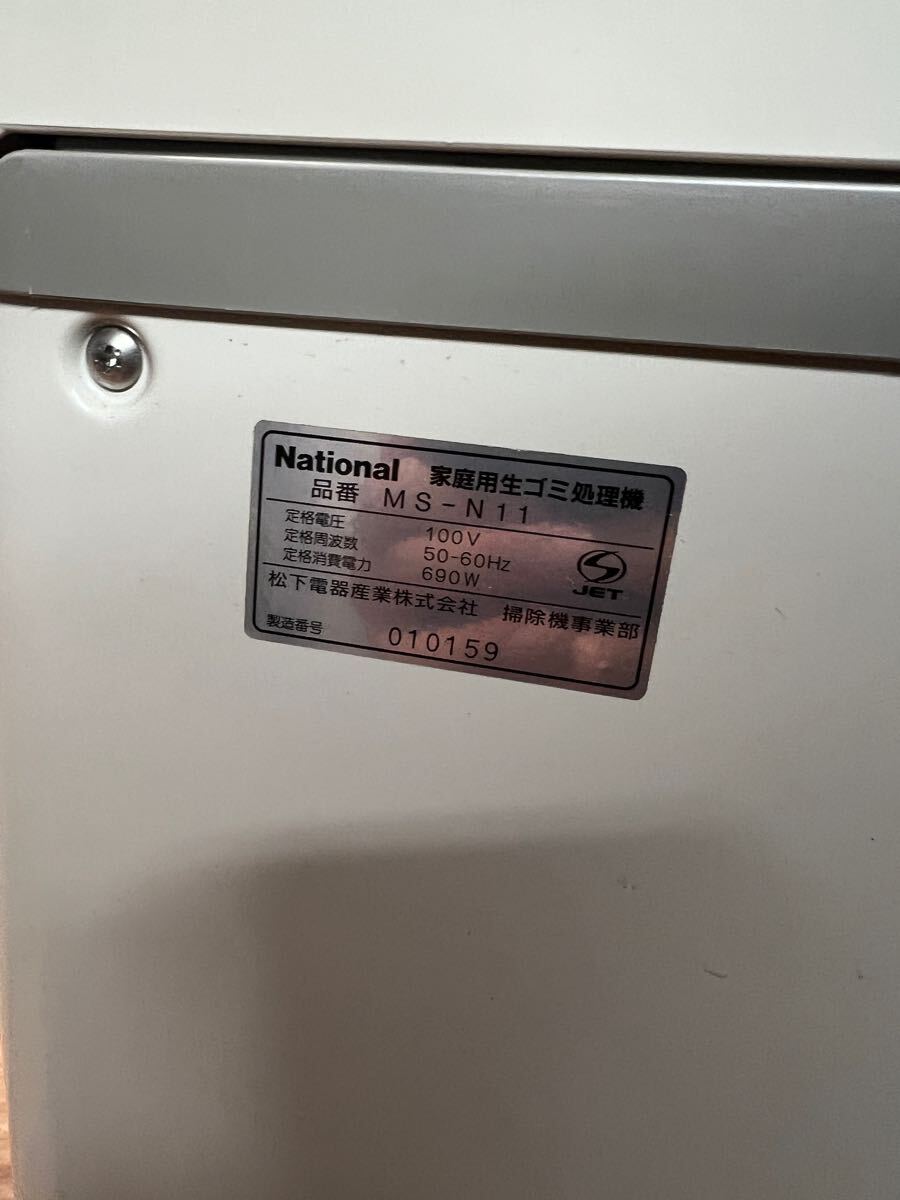 National 家庭用生ゴミ処理機
品番 MS-N11
定格電圧 100V
定格周波数 50-60Hz
定格消費電力 690W
JET
松下電器産業株式会社 掃除機事業部
製造番号 010159